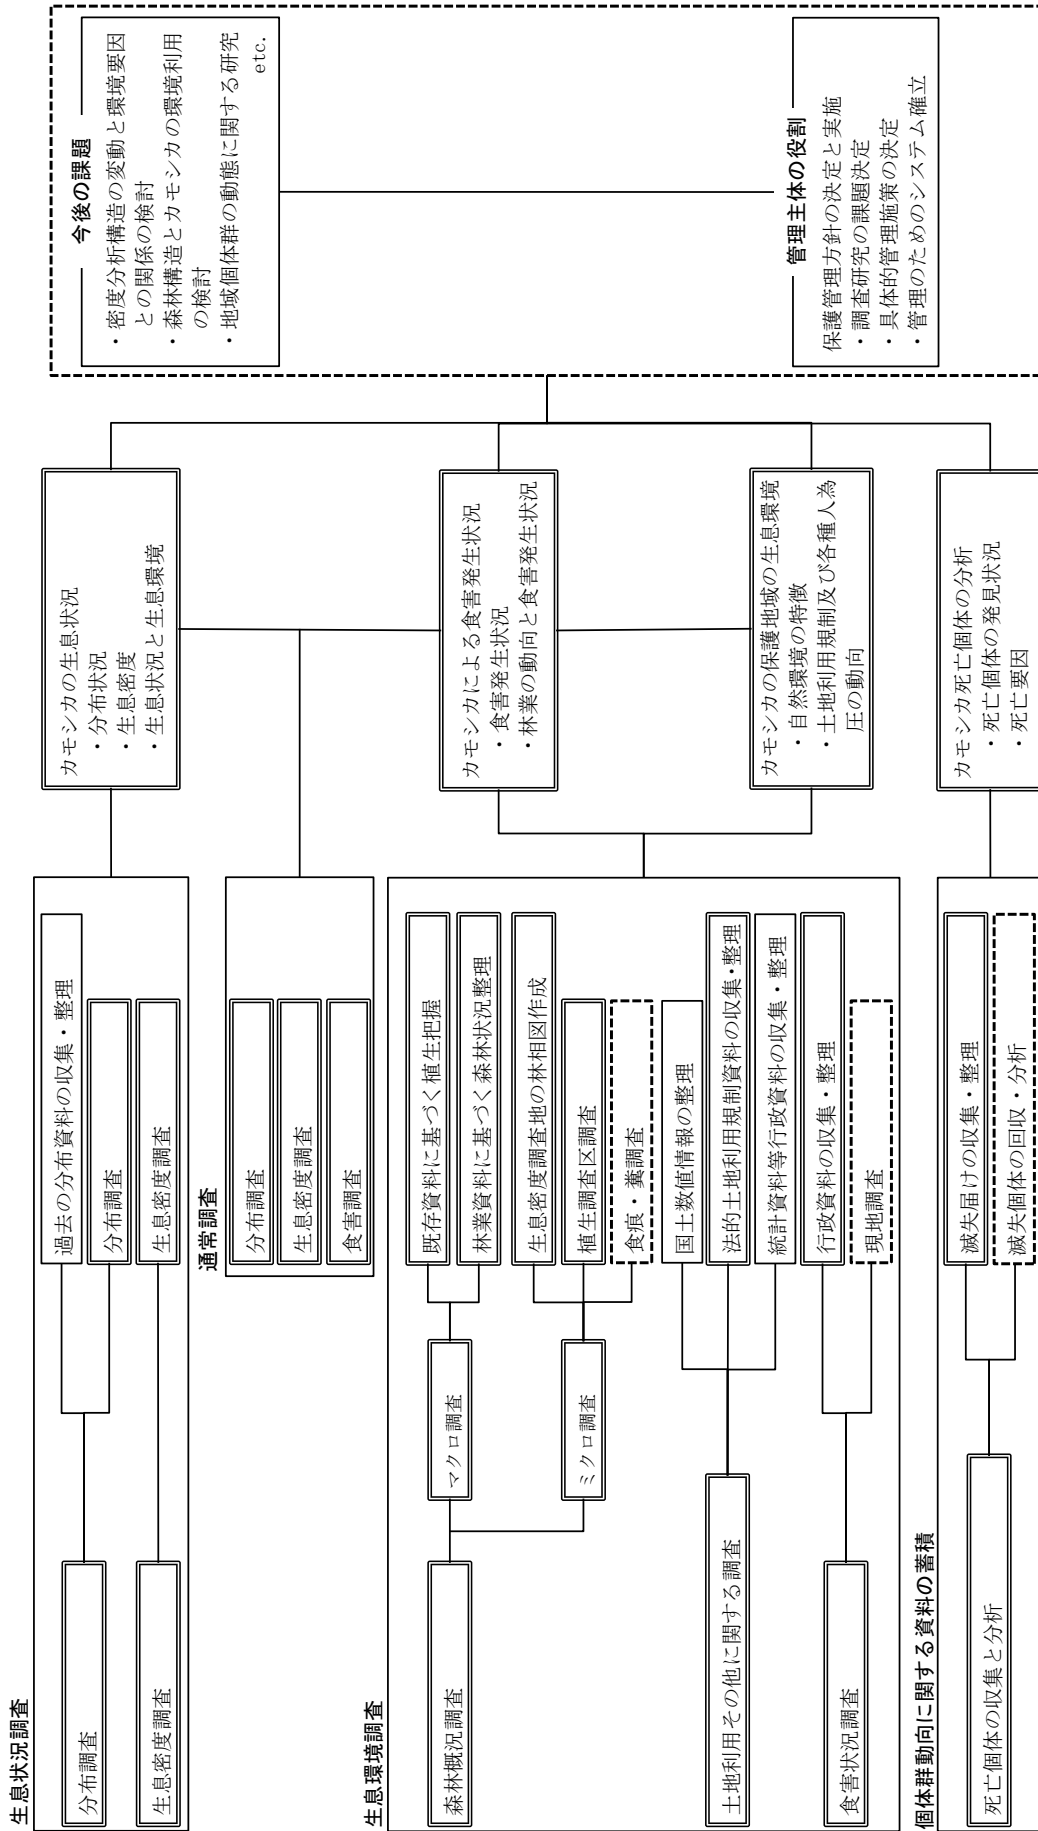 生息状況調査
分布調査
過去の分布資料の収集・整理
分布調査
生息密度調査
生息密度調査
通常調査
分布調査
生息密度調査
食害調査
生息環境調査
森林概況調査
マクロ調査
既存資料に基づく植生把握
林業資料に基づく森林状況整理
ミクロ調査
生息密度調査地の林相図作成
植生調査区調査
食痕・糞調査
土地利用その他に関する調査
国土数値情報の整理
法的土地利用規制資料の収集・整理
統計資料等行政資料の収集・整理
食害状況調査
行政資料の収集・整理
現地調査
個体群動向に関する資料の蓄積
死亡個体の収集と分析
滅失届けの収集・整理
滅失個体の回収・分析
カモシカの生息状況
・分布状況
・生息密度
・生息状況と生息環境
カモシカによる食害発生状況
・食害発生状況
・林業の動向と食害発生状況
カモシカの保護地域の生息環境
・自然環境の特徴
・土地利用規制及び各種人為
圧の動向
カモシカ死亡個体の分析
・死亡個体の発見状況
・死亡要因
今後の課題
・密度分析構造の変動と環境要因
との関係の検討
・森林構造とカモシカの環境利用
の検討
・地域個体群の動態に関する研究
etc.
管理主体の役割
保護管理方針の決定と実施
・調査研究の課題決定
・具体的管理施策の決定
・管理のためのシステム確立